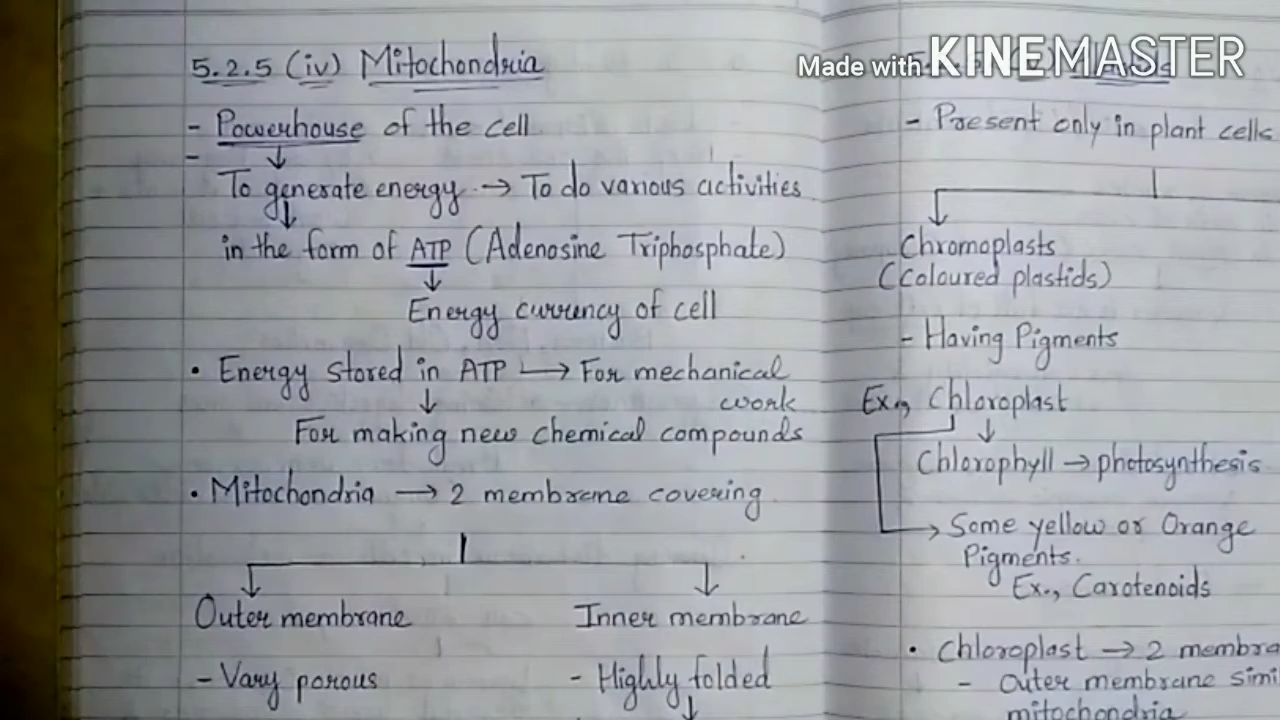 5.2.5 (iv) Mitochondria
- Powerhouse of the cell
-
To generate energy → To do various activities
in the form of ATP (Adenosine Triphosphate)
Energy currency of cell
• Energy stored in ATP → For mechanical
work
For making new chemical compounds
• Mitochondria → 2 membrane covering
Outer membrane
Inner membrane
- Vary porous
- Highly folded
Made with KINEMASTER
- Present only in plant cells
Chromoplasts
(coloured plastids)
- Having Pigments
Ex., Chloroplast
Chlorophyll → photosynthesis
Some yellow or Orange
Pigments.
Ex., Carotenoids
• Chloroplast → 2 membra
- Outer membrane simi
mitochondria